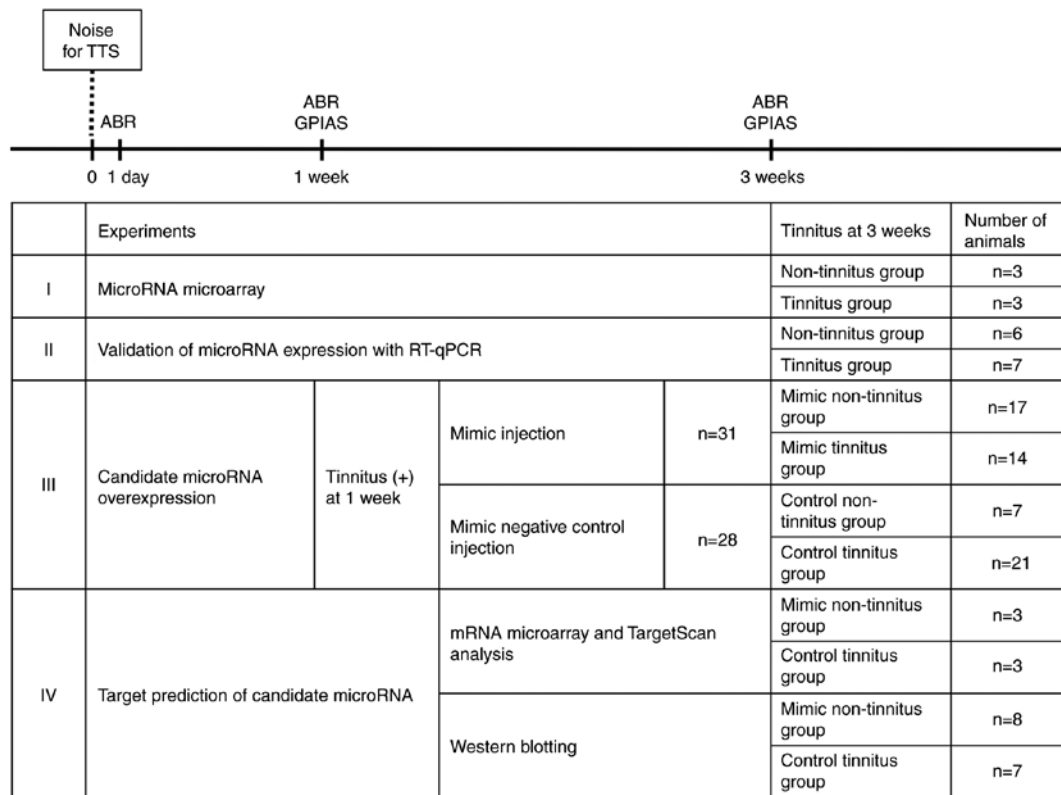 Noise
for TTS
ABR
ABR
GPIAS
ABR
GPIAS
0 1 day
1 week
3 weeks
Experiments
Tinnitus at 3 weeks
Number of
animals
I
MicroRNA microarray
Non-tinnitus group
n=3
Tinnitus group
n=3
II
Validation of microRNA expression with RT-qPCR
Non-tinnitus group
n=6
Tinnitus group
n=7
III
Candidate microRNA
overexpression
Tinnitus (+)
at 1 week
Mimic injection
n=31
Mimic non-tinnitus
group
n=17
Mimic tinnitus
group
n=14
Mimic negative control
injection
n=28
Control non-
tinnitus group
n=7
Control tinnitus
group
n=21
IV
Target prediction of candidate microRNA
mRNA microarray and TargetScan
analysis
Mimic non-tinnitus
group
n=3
Control tinnitus
group
n=3
Western blotting
Mimic non-tinnitus
group
n=8
Control tinnitus
group
n=7